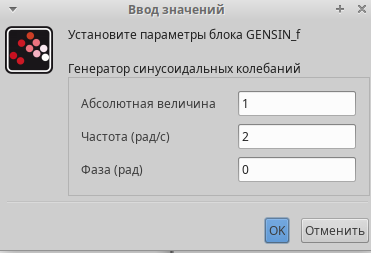 Ввод значений
Установите параметры блока GENSIN_f
Генератор синусоидальных колебаний
Абсолютная величина 1
Частота (рад/с) 2
Фаза (рад) 0
OK Отменить